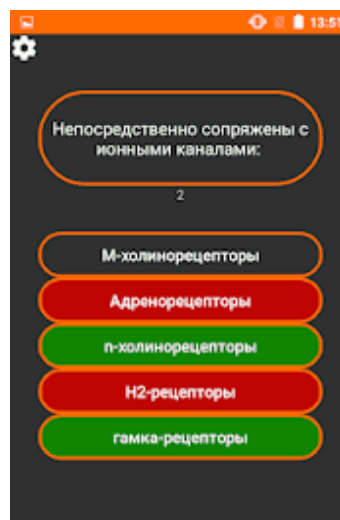 13:51
Непосредственно сопряжены с
ионными каналами:
2
М-холинорецепторы
Адренорецепторы
n-холинорецепторы
Н2-рецепторы
гамка-рецепторы